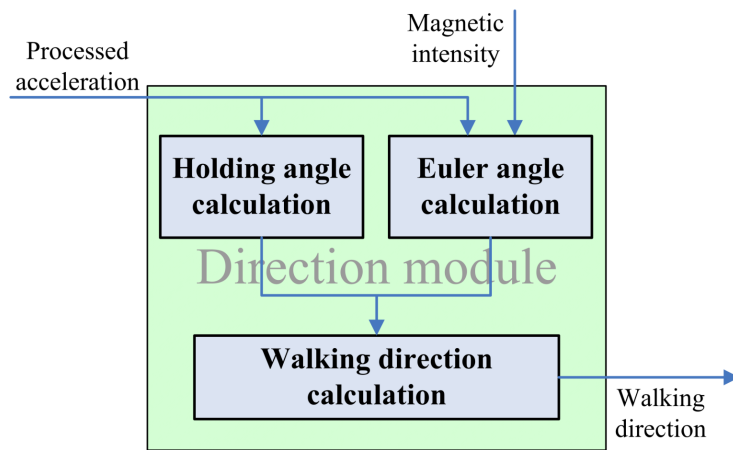 Magnetic
intensity
Processed
acceleration
Holding angle
calculation
Euler angle
calculation
Direction module
Walking direction
calculation
Walking
direction